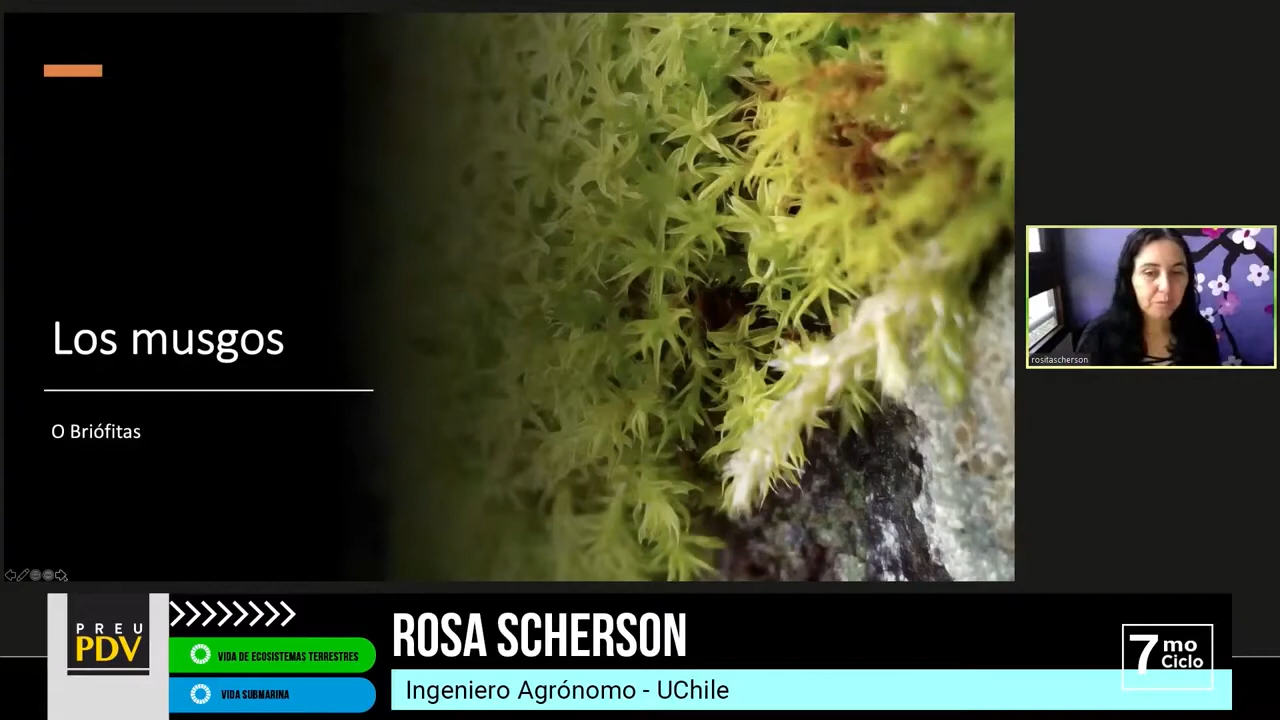 Los musgos
O Briófitas
rositascherson
PREU
PDV
VIDA DE ECOSISTEMAS TERRESTRES
VIDA SUBMARINA
ROSA SCHERSON
Ingeniero Agrónomo - UChile
7mo
Ciclo